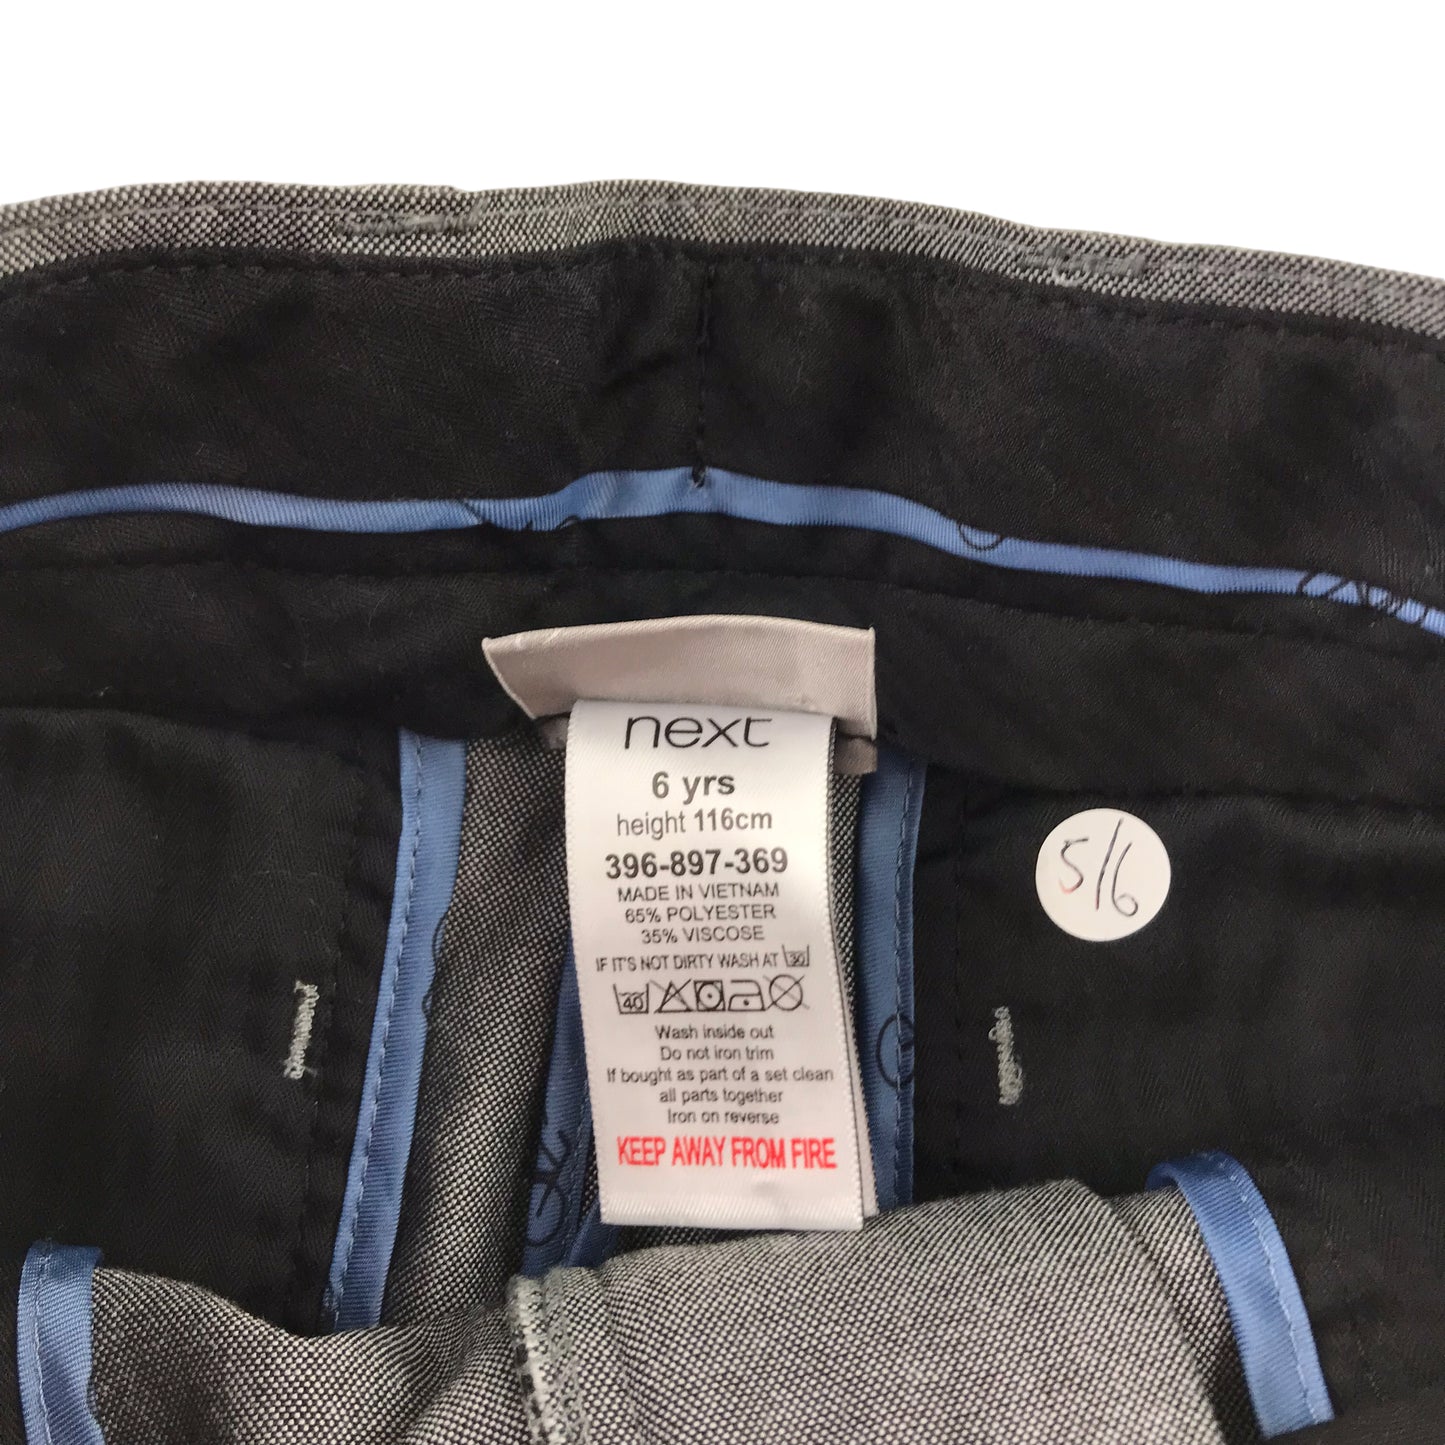 next
6 yrs
height 116cm
396-897-369
MADE IN VIETNAM
65% POLYESTER
35% VISCOSE
IF IT'S NOT DIRTY WASH AT 30
40
Wash inside out
Do not iron trim
If bought as part of a set clean
all parts together
Iron on reverse
KEEP AWAY FROM FIRE
5/6